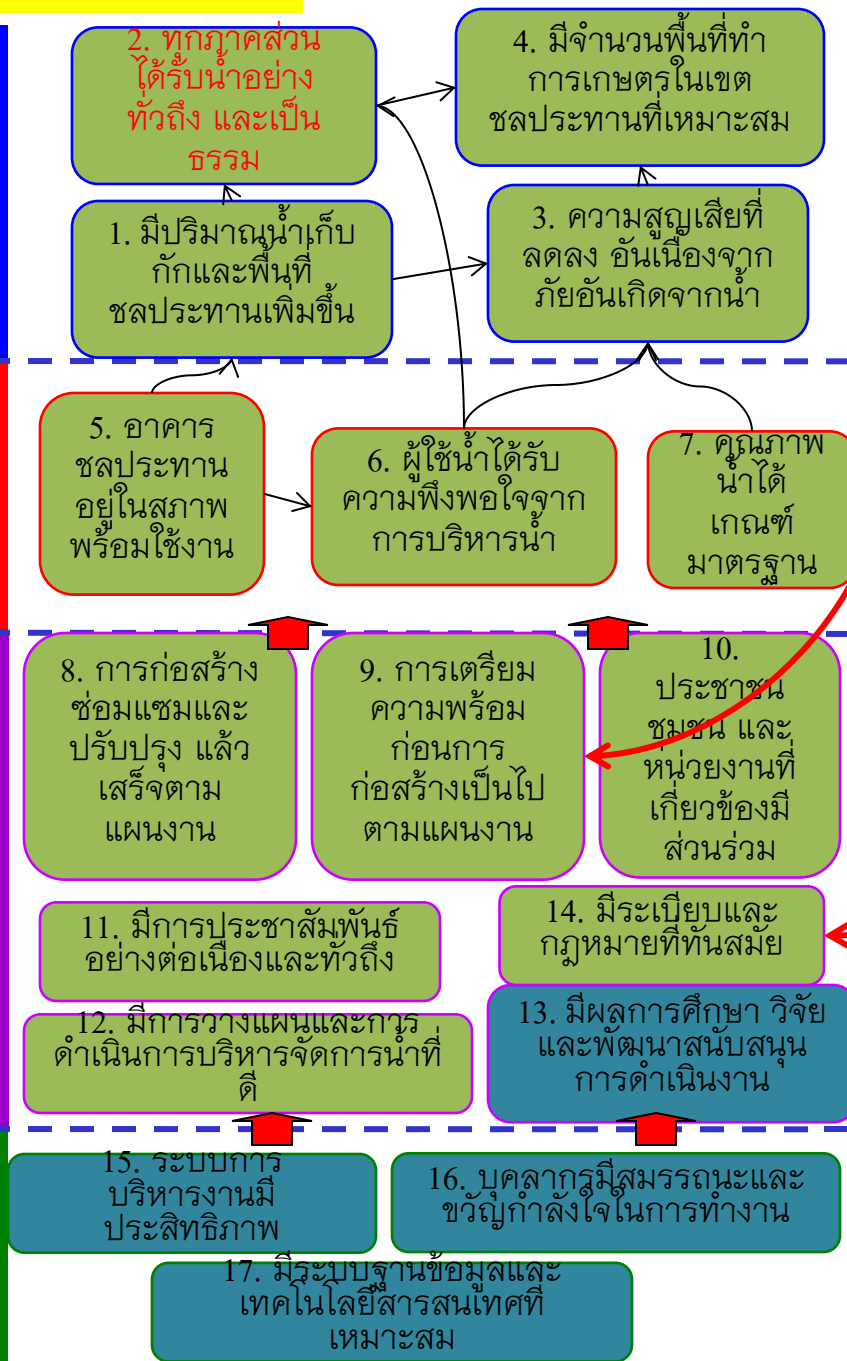 2. ทุกภาคส่วน
ได้รับน้ำอย่าง
ทั่วถึง และเป็น
ธรรม
4. มีจำนวนพื้นที่ทำ
การเกษตรในเขต
ชลประทานที่เหมาะสม
1. มีปริมาณน้ำเก็บ
กักและพื้นที่
ชลประทานเพิ่มขึ้น
3. ความสูญเสียที่
ลดลง อันเนื่องจาก
ภัยอันเกิดจากน้ำ
5. อาคาร
ชลประทาน
อยู่ในสภาพ
พร้อมใช้งาน
6. ผู้ใช้น้ำได้รับ
ความพึงพอใจจาก
การบริหารน้ำ
7. คุณภาพ
น้ำได้
เกณฑ์
มาตรฐาน
8. การก่อสร้าง
ซ่อมแซมและ
ปรับปรุง แล้ว
เสร็จตาม
แผนงาน
9. การเตรียม
ความพร้อม
ก่อนการ
ก่อสร้างเป็นไป
ตามแผนงาน
10.
ประชาชน
ชุมชน และ
หน่วยงานที่
เกี่ยวข้องมี
ส่วนร่วม
11. มีการประชาสัมพันธ์
อย่างต่อเนื่องและทั่วถึง
14. มีระเบียบและ
กฎหมายที่ทันสมัย
12. มีการวางแผนและการ
ดำเนินการบริหารจัดการน้ำที่
ดี
13. มีผลการศึกษา วิจัย
และพัฒนาสนับสนุน
การดำเนินงาน
15. ระบบการ
บริหารงานมี
ประสิทธิภาพ
16. บุคลากรมีสมรรถนะและ
ขวัญกำลังใจในการทำงาน
17. มีระบบฐานข้อมูลและ
เทคโนโลยีสารสนเทศที่
เหมาะสม